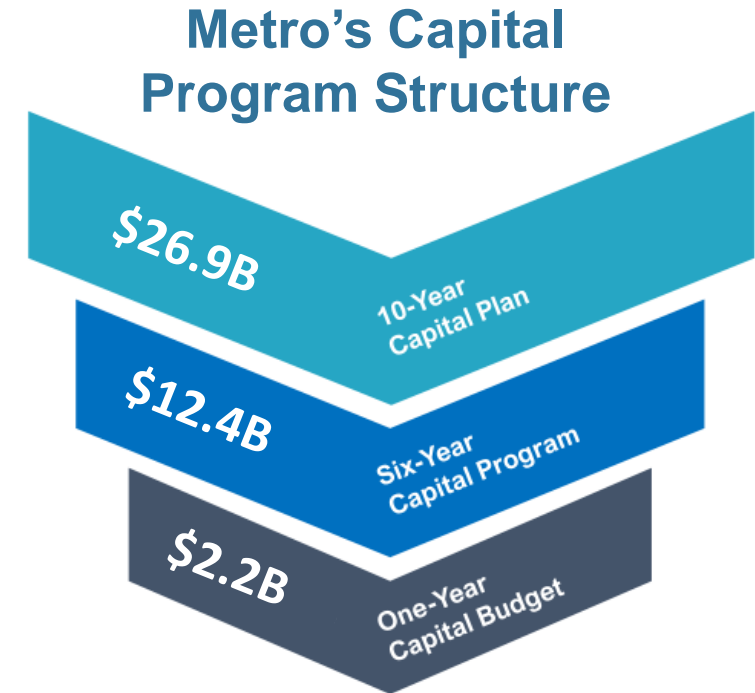 Metro’s Capital
Program Structure
$26.9B
10-Year
Capital Plan
$12.4B
Six-Year
Capital Program
$2.2B
One-Year
Capital Budget